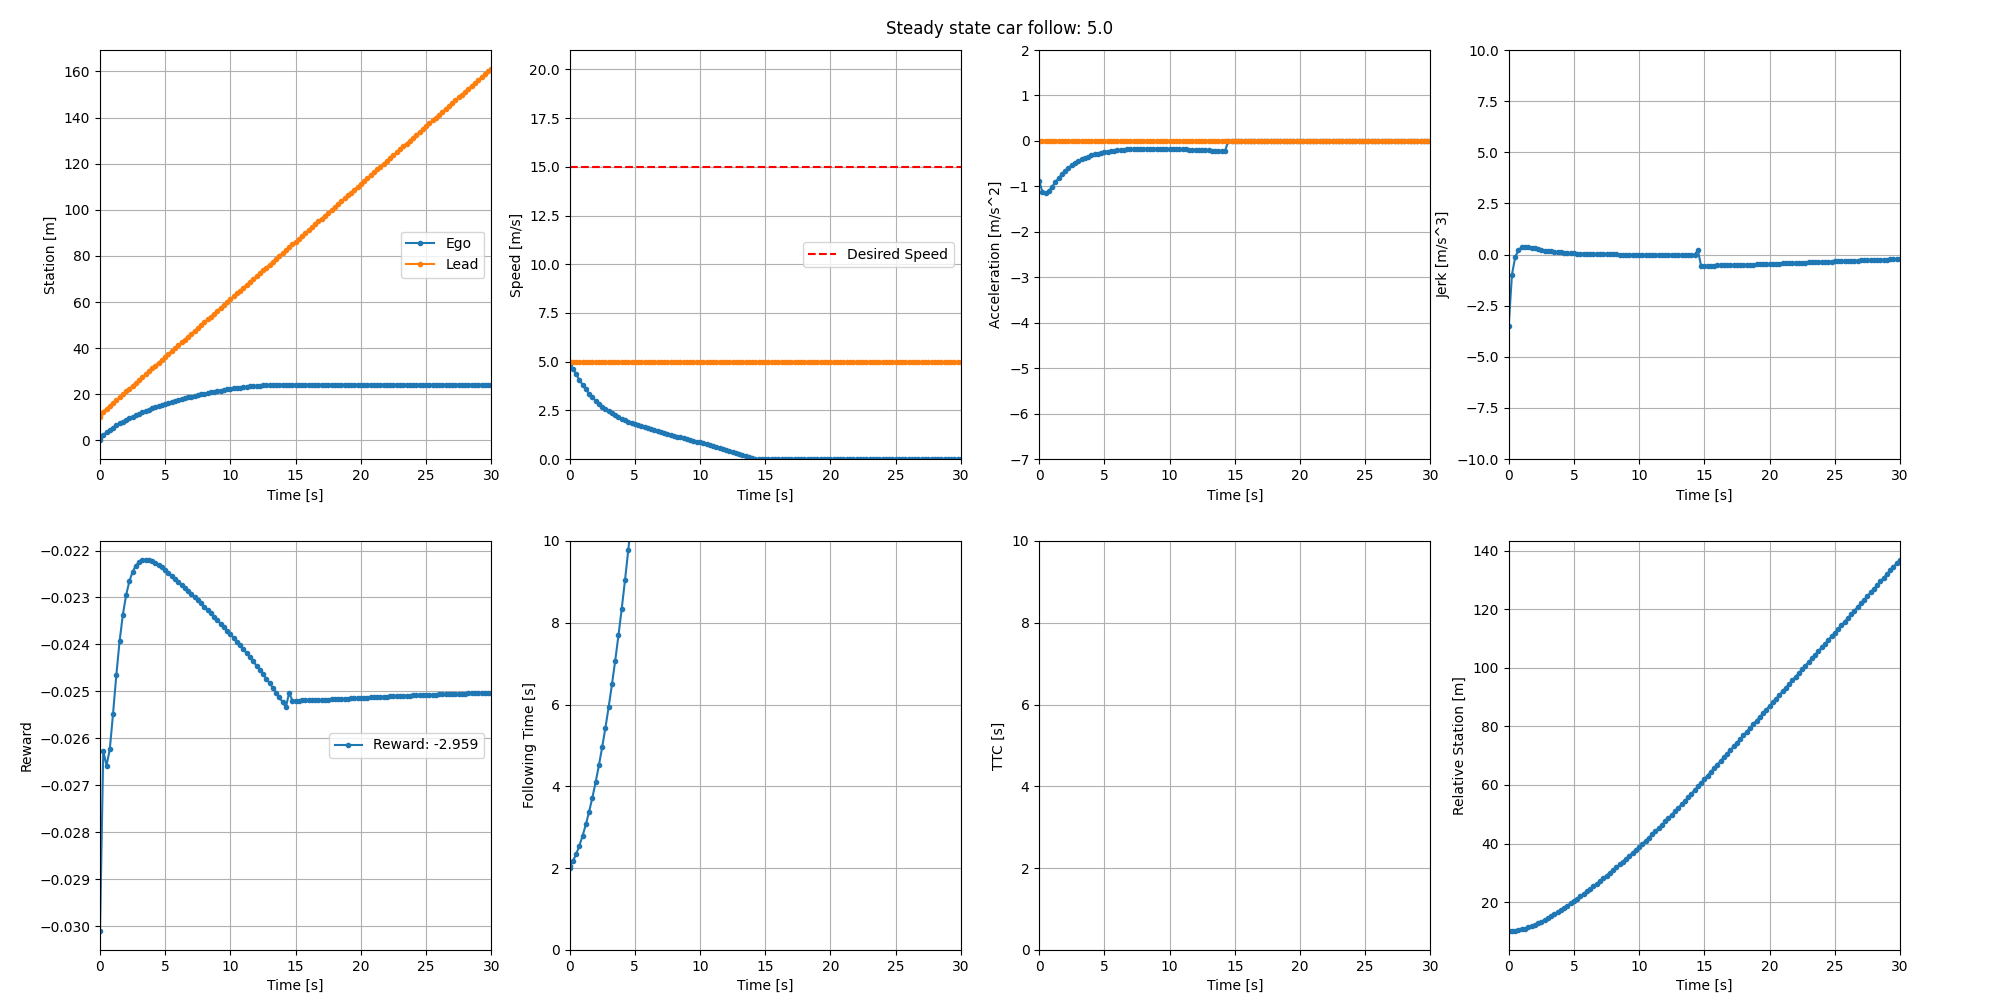 Steady state car follow: 5.0
Station [m]
160
140
120
100
80
60
40
20
0
Ego
Lead
0 5 10 15 20 25 30
Time [s]
Speed [m/s]
20.0
17.5
15.0
12.5
10.0
7.5
5.0
2.5
0.0
Desired Speed
0 5 10 15 20 25 30
Time [s]
Acceleration [m/s^2]
2
1
0
−1
−2
−3
−4
−5
−6
−7
0 5 10 15 20 25 30
Time [s]
Jerk [m/s^3]
10.0
7.5
5.0
2.5
0.0
−2.5
−5.0
−7.5
−10.0
0 5 10 15 20 25 30
Time [s]
Reward
−0.022
−0.023
−0.024
−0.025
−0.026
−0.027
−0.028
−0.029
−0.030
Reward: -2.959
0 5 10 15 20 25 30
Time [s]
Following Time [s]
10
8
6
4
2
0
0 5 10 15 20 25 30
Time [s]
TTC [s]
10
8
6
4
2
0
0 5 10 15 20 25 30
Time [s]
Relative Station [m]
140
120
100
80
60
40
20
0 5 10 15 20 25 30
Time [s]